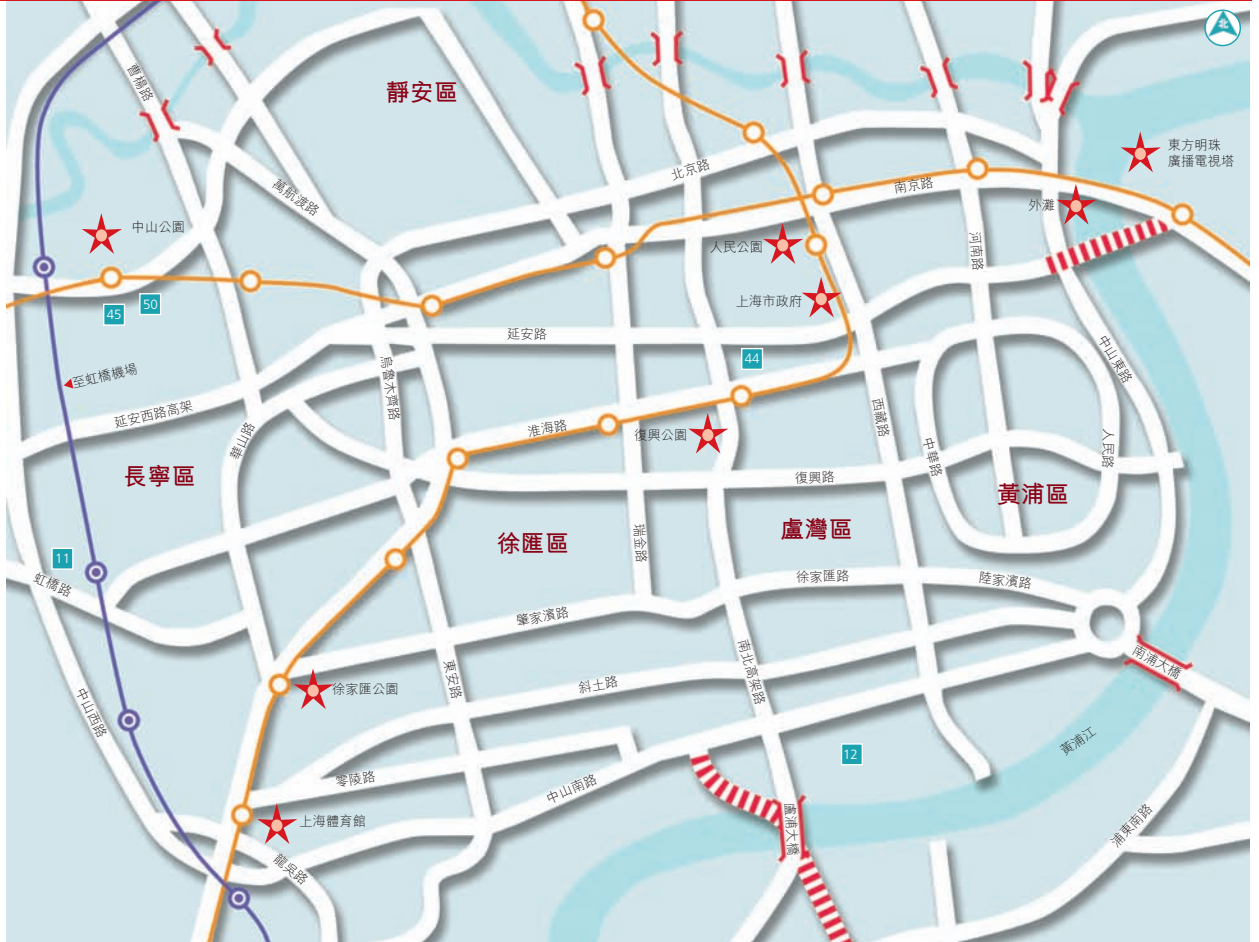 北
曹楊路
靜安區
東方明珠
廣播電視塔
北京路
萬航渡路
南京路
外灘
中山公園
人民公園
河南路
上海市政府
45
50
延安路
44
中山東路
至虹橋機場
烏魯木齊路
延安西路高架
西藏路
淮海路
復興公園
華山路
中華路
人民路
長寧區
復興路
黃浦區
徐匯區
瑞金路
盧灣區
11
虹橋路
徐家匯路
陸家濱路
肇家濱路
南浦大橋
東安路
南北高架路
斜土路
徐家匯公園
中山西路
黃浦江
12
零陵路
中山南路
上海體育館
盧浦大橋
浦東南路
龍吳路